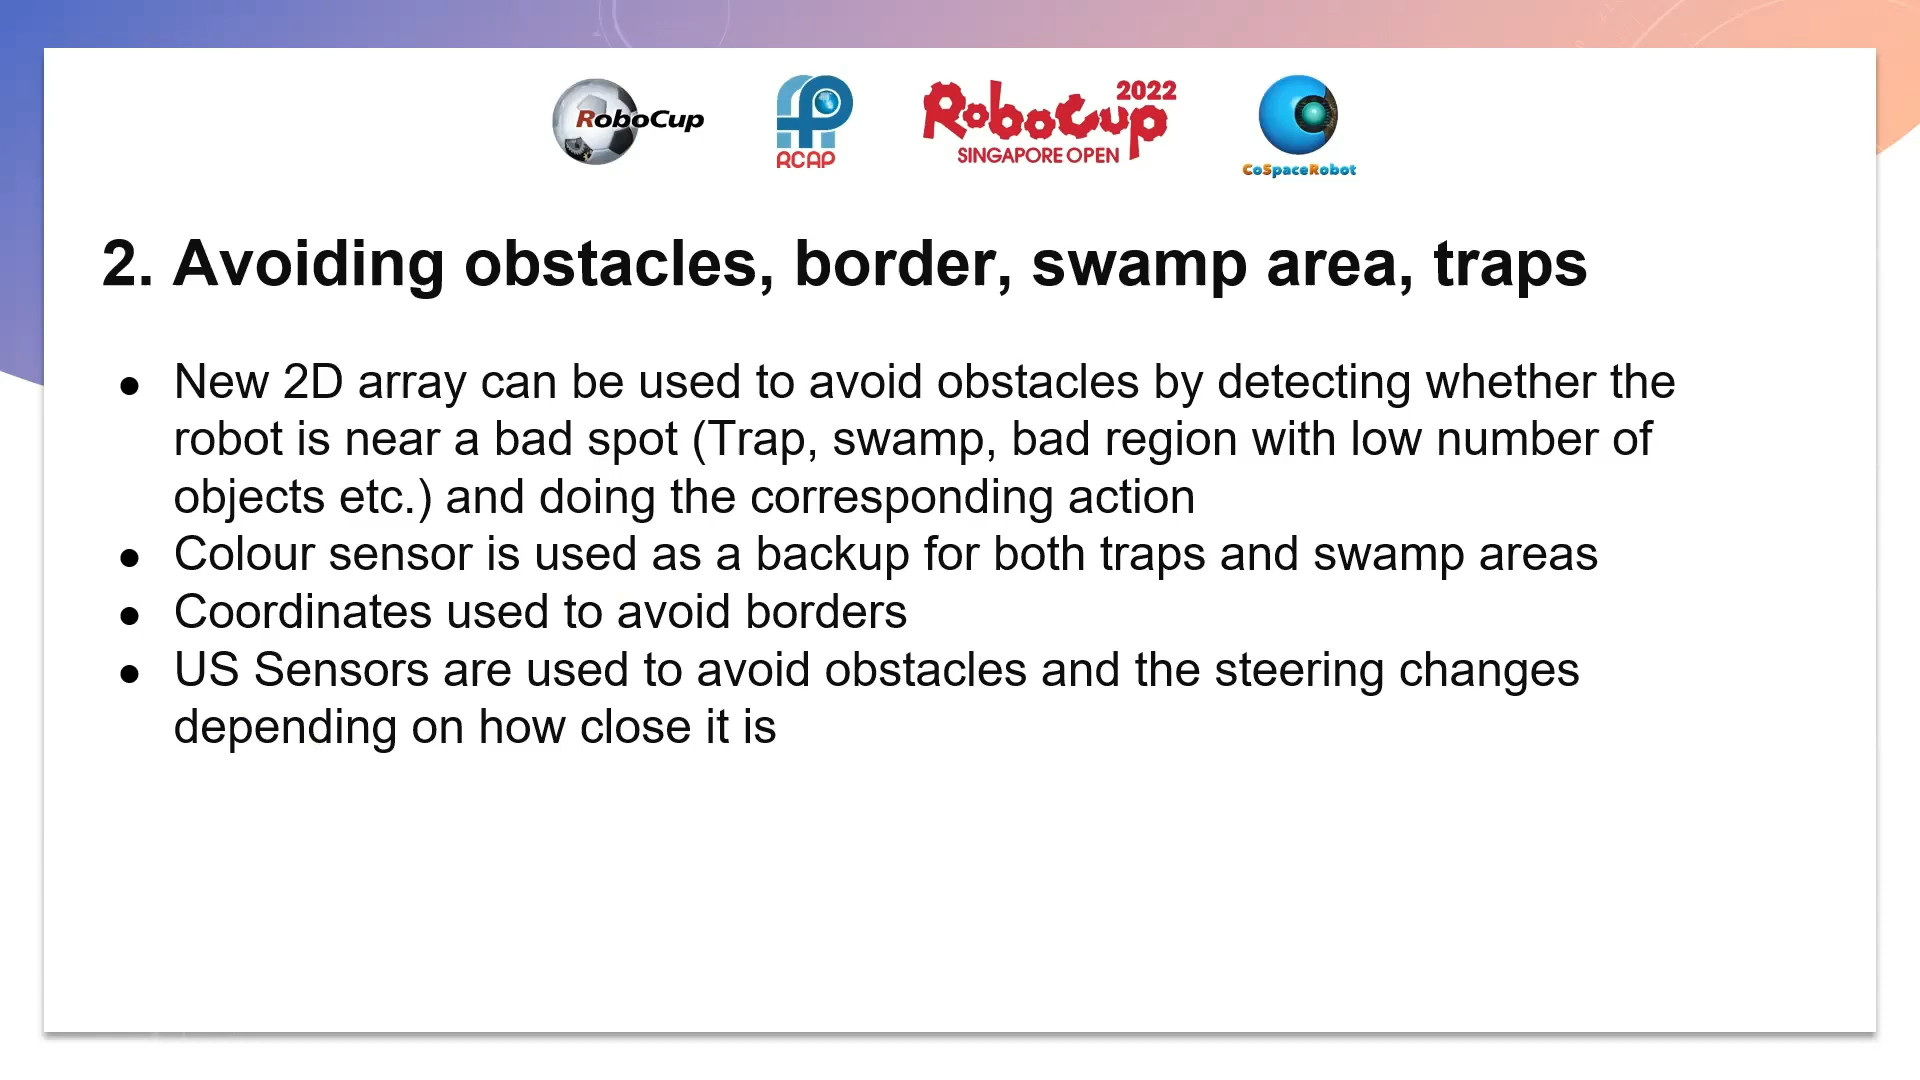 RoboCup
RCAP
2022
RoboCup
SINGAPORE OPEN
CoSpaceRobot
2. Avoiding obstacles, border, swamp area, traps
● New 2D array can be used to avoid obstacles by detecting whether the
robot is near a bad spot (Trap, swamp, bad region with low number of
objects etc.) and doing the corresponding action
● Colour sensor is used as a backup for both traps and swamp areas
● Coordinates used to avoid borders
● US Sensors are used to avoid obstacles and the steering changes
depending on how close it is